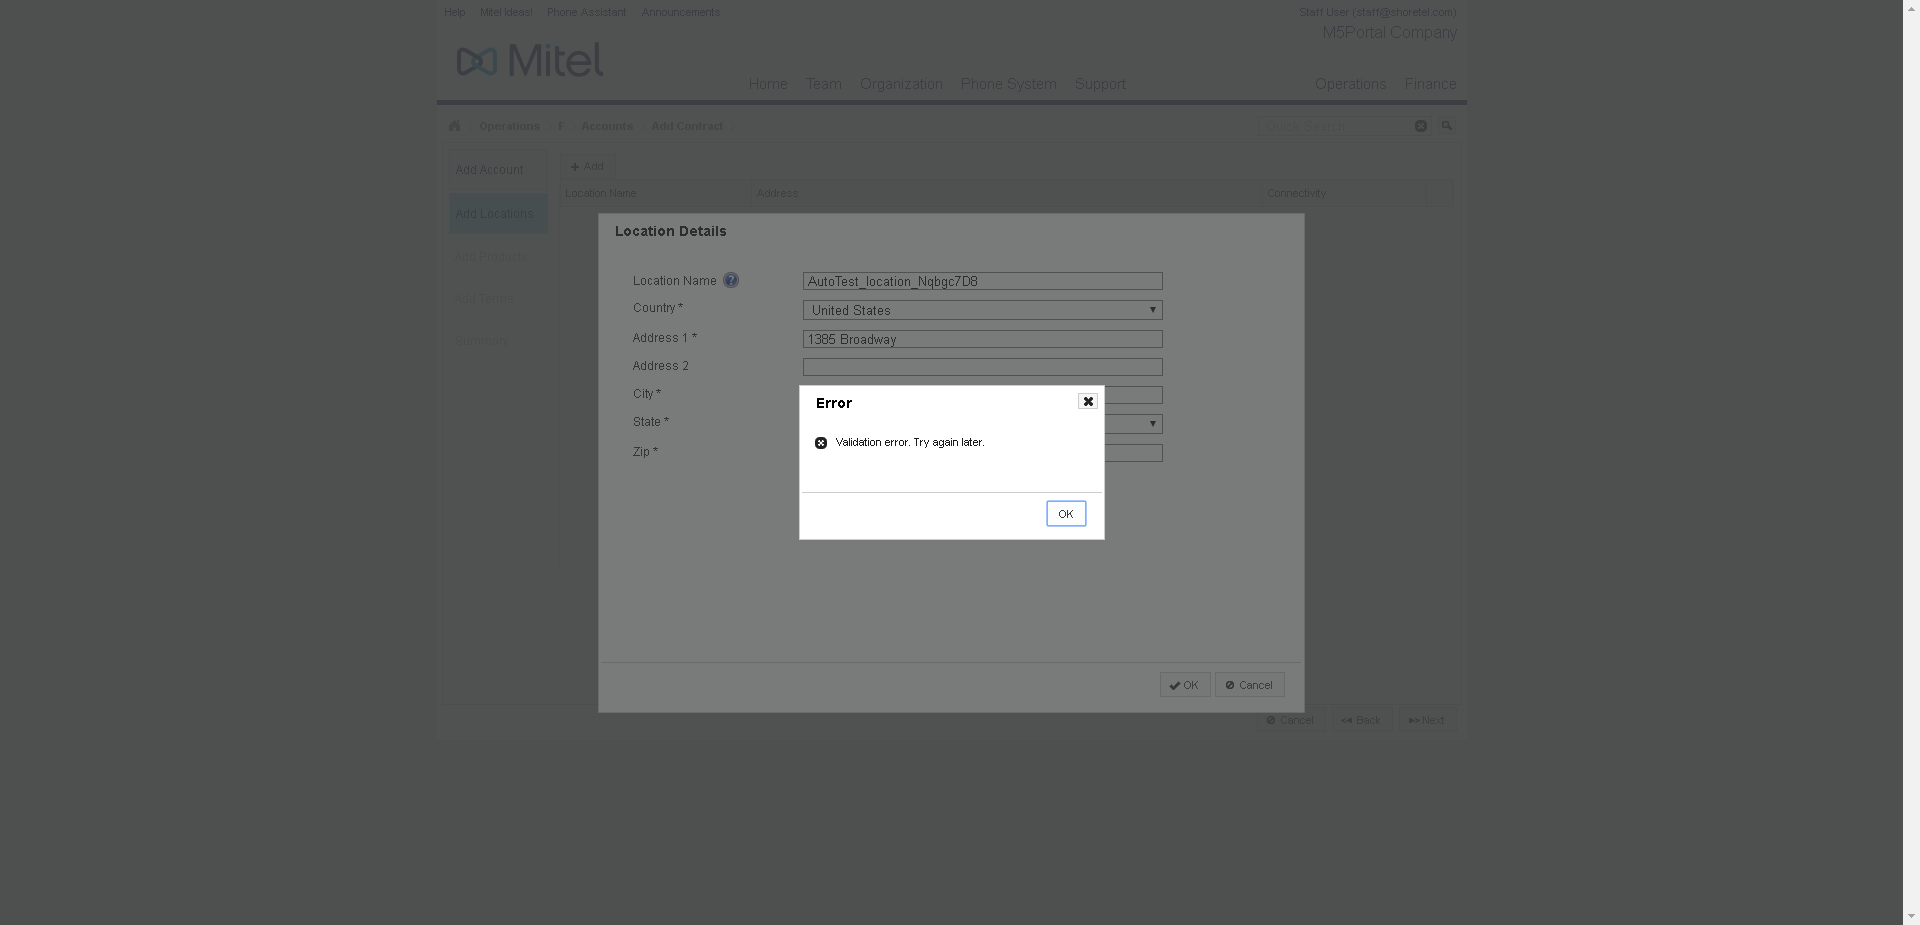 Help Mitel Ideas! Phone Assistant Announcements Staff User (staff@shoretel.com)
M5Portal Company
Mitel
Home Team Organization Phone System Support Operations Finance
Operations F Accounts Add Contract Quick Search
Add Account
Add
Location Name Address Connectivity
Add Locations
Add Products
Add Terms
Summary
Location Details
Location Name ? AutoTest_location_Nqbgc7D8
Country * United States
Address 1 * 1385 Broadway
Address 2
City *
State *
Zip *
Error
Validation error. Try again later.
OK
OK Cancel
Cancel Back Next